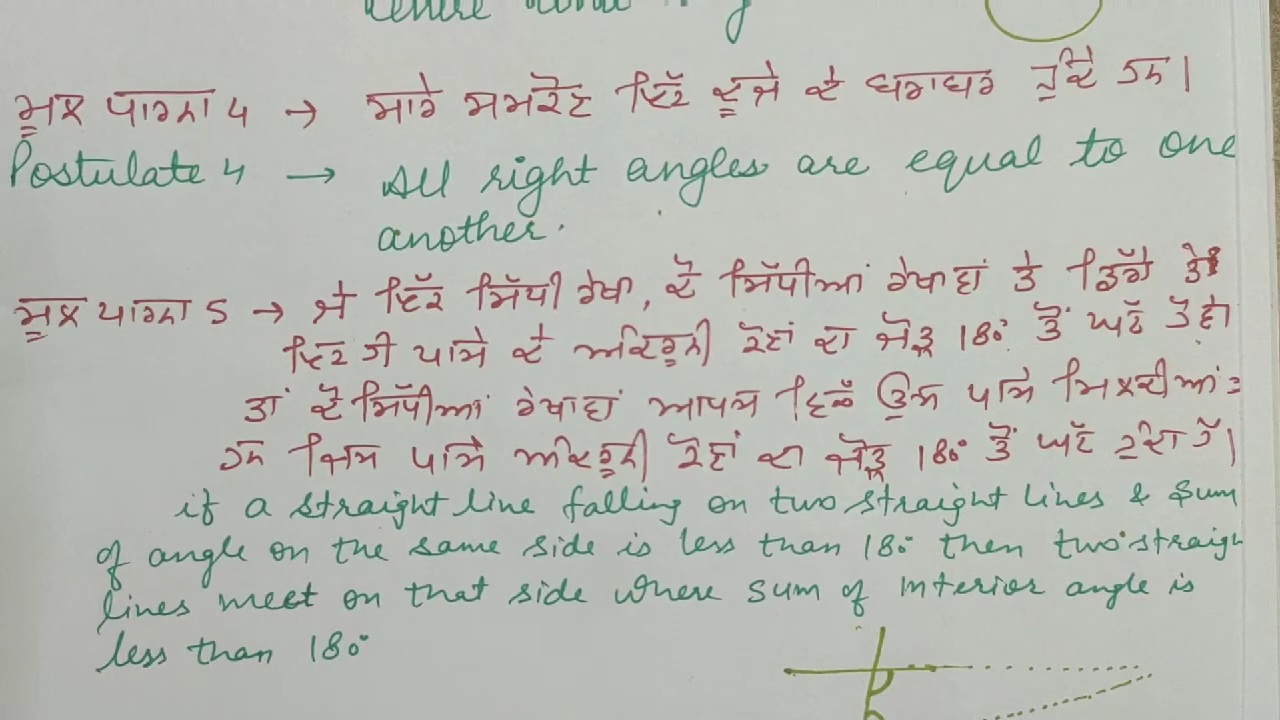 ਮੂਲ ਧਾਰਨਾ 4 → ਸਾਰੇ ਸਮਕੋਣ ਇੱਕ ਦੂਜੇ ਦੇ ਬਰਾਬਰ ਹੁੰਦੇ ਹਨ।
Postulate 4 → All right angles are equal to one
another.
ਮੂਲ ਧਾਰਨਾ 5 → ਜੇ ਇੱਕ ਸਿੱਧੀ ਰੇਖਾ, ਦੋ ਸਿੱਧੀਆਂ ਰੇਖਾਵਾਂ ਤੇ ਡਿੱਗੇ ਤੇ
ਇਕ ਹੀ ਪਾਸੇ ਦੇ ਅੰਦਰੂਨੀ ਕੋਣਾਂ ਦਾ ਜੋੜ 180° ਤੋਂ ਘੱਟ ਹੋਵੇ
ਤਾਂ ਦੋ ਸਿੱਧੀਆਂ ਰੇਖਾਵਾਂ ਆਪਸ ਵਿੱਚ ਉਸ ਪਾਸੇ ਮਿਲਦੀਆਂ
ਹਨ ਜਿਸ ਪਾਸੇ ਅੰਦਰੂਨੀ ਕੋਣਾਂ ਦਾ ਜੋੜ 180° ਤੋਂ ਘੱਟ ਹੁੰਦਾ ਹੈ।
if a straight line falling on two straight lines & sum
of angle on the same side is less than 180° then two straigh
lines meet on that side where sum of interior angle is
less than 180°